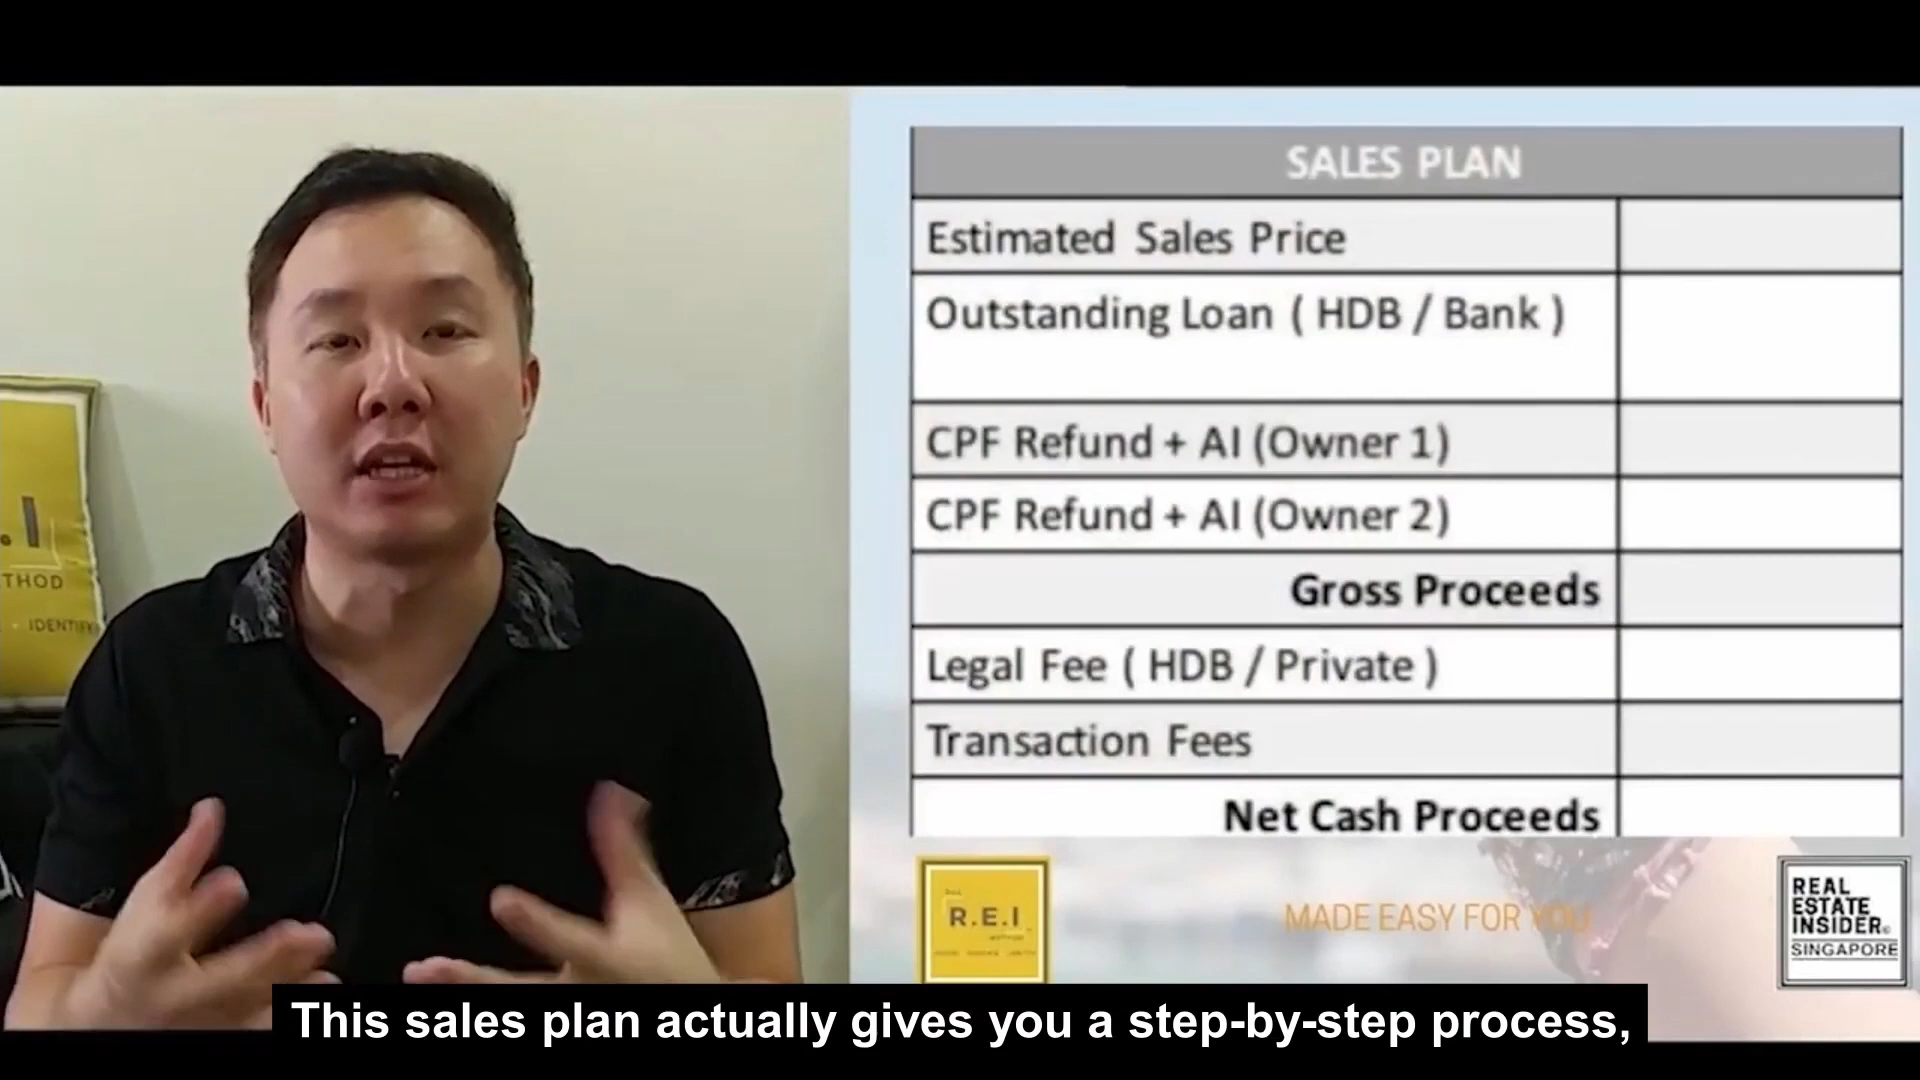 SALES PLAN
Estimated Sales Price
Outstanding Loan ( HDB / Bank )
CPF Refund + AI (Owner 1)
CPF Refund + AI (Owner 2)
Gross Proceeds
Legal Fee ( HDB / Private )
Transaction Fees
Net Cash Proceeds
THOD
IDENTIFY
R.E.I
MADE EASY FOR YOU
REAL
ESTATE
INSIDER
SINGAPORE
This sales plan actually gives you a step-by-step process,